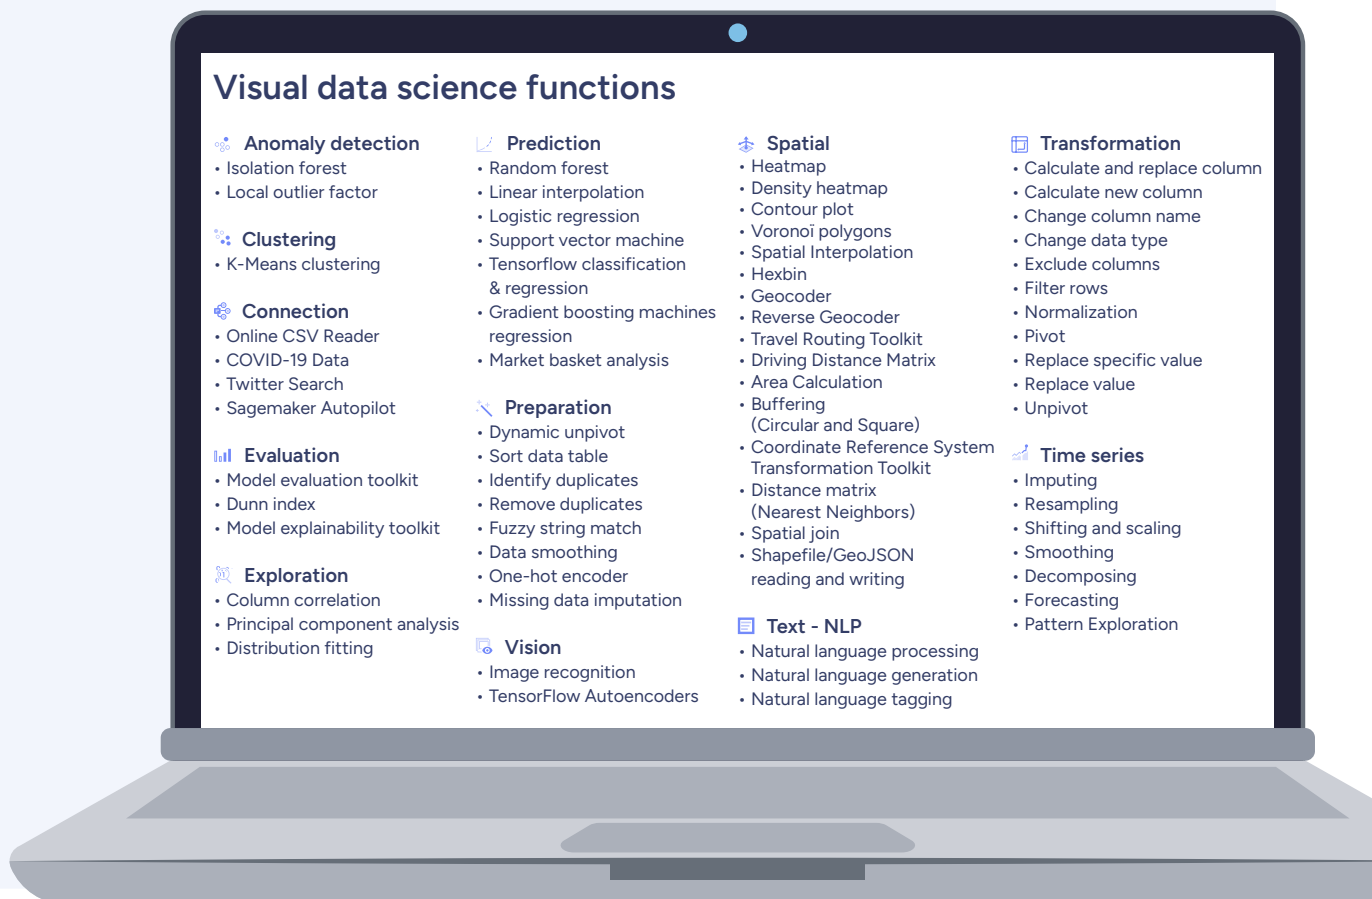 Visual data science functions
Anomaly detection
• Isolation forest
• Local outlier factor
Clustering
• K-Means clustering
Connection
• Online CSV Reader
• COVID-19 Data
• Twitter Search
• Sagemaker Autopilot
Evaluation
• Model evaluation toolkit
• Dunn index
• Model explainability toolkit
Exploration
• Column correlation
• Principal component analysis
• Distribution fitting
Prediction
• Random forest
• Linear interpolation
• Logistic regression
• Support vector machine
• Tensorflow classification
& regression
• Gradient boosting machines
regression
• Market basket analysis
Preparation
• Dynamic unpivot
• Sort data table
• Identify duplicates
• Remove duplicates
• Fuzzy string match
• Data smoothing
• One-hot encoder
• Missing data imputation
Vision
• Image recognition
• TensorFlow Autoencoders
Spatial
• Heatmap
• Density heatmap
• Contour plot
• Voronoï polygons
• Spatial Interpolation
• Hexbin
• Geocoder
• Reverse Geocoder
• Travel Routing Toolkit
• Driving Distance Matrix
• Area Calculation
• Buffering
(Circular and Square)
• Coordinate Reference System
Transformation Toolkit
• Distance matrix
(Nearest Neighbors)
• Spatial join
• Shapefile/GeoJSON
reading and writing
Text - NLP
• Natural language processing
• Natural language generation
• Natural language tagging
Transformation
• Calculate and replace column
• Calculate new column
• Change column name
• Change data type
• Exclude columns
• Filter rows
• Normalization
• Pivot
• Replace specific value
• Replace value
• Unpivot
Time series
• Imputing
• Resampling
• Shifting and scaling
• Smoothing
• Decomposing
• Forecasting
• Pattern Exploration